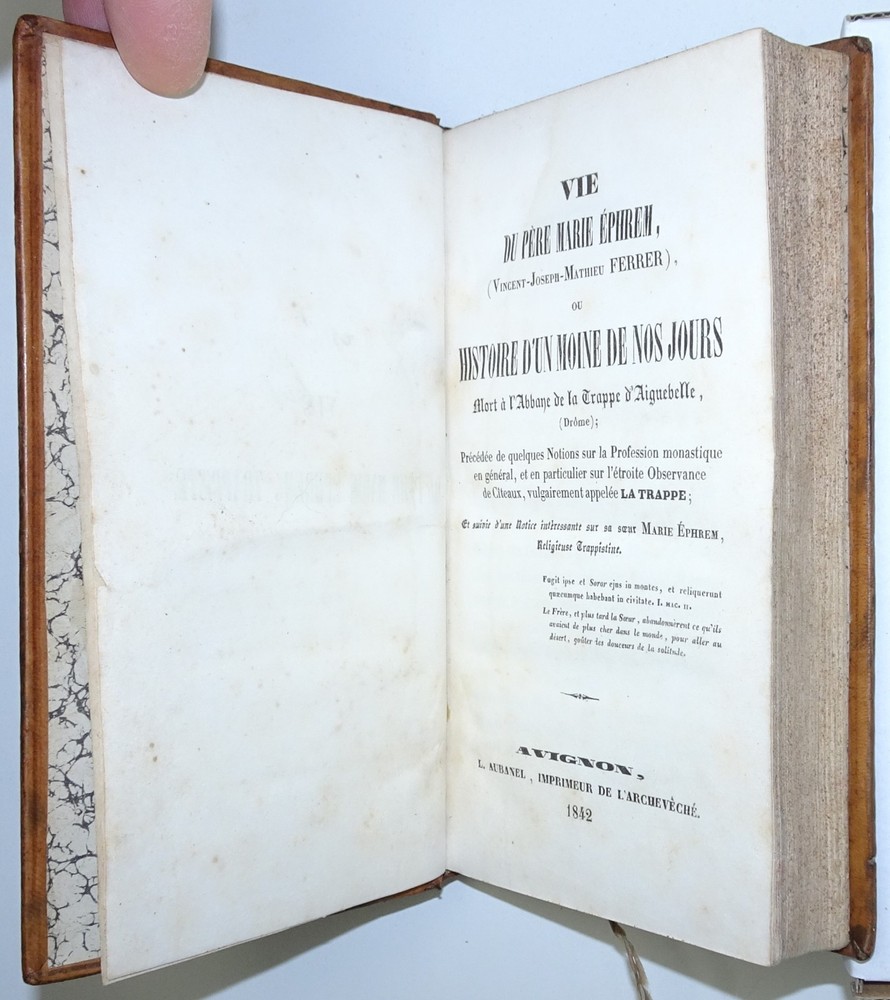 VIE
DU PÈRE MARIE ÉPHREM,
(Vincent-Joseph-Mathieu FERRER),
OU
HISTOIRE D'UN MOINE DE NOS JOURS
Mort à l'Abbaye de la Trappe d'Aiguebelle,
(Drôme);
Précédée de quelques Notions sur la Profession monastique
en général, et en particulier sur l'étroite Observance
de Cîteaux, vulgairement appelée LA TRAPPE;
Et suivie d'une Notice intéressante sur sa sœur Marie Éphrem,
Religieuse Trappistine.
Fugit ipse et Soror ejus in montes, et reliquerunt
quæcumque habebant in civitate. I. MAC. II.
Le Frère, et plus tard la Sœur, abandonnèrent ce qu'ils
avaient de plus cher dans le monde, pour aller au
désert, goûter les douceurs de la solitude.
AVIGNON,
L. AUBANEL, IMPRIMEUR DE L'ARCHEVÊCHÉ.
1842